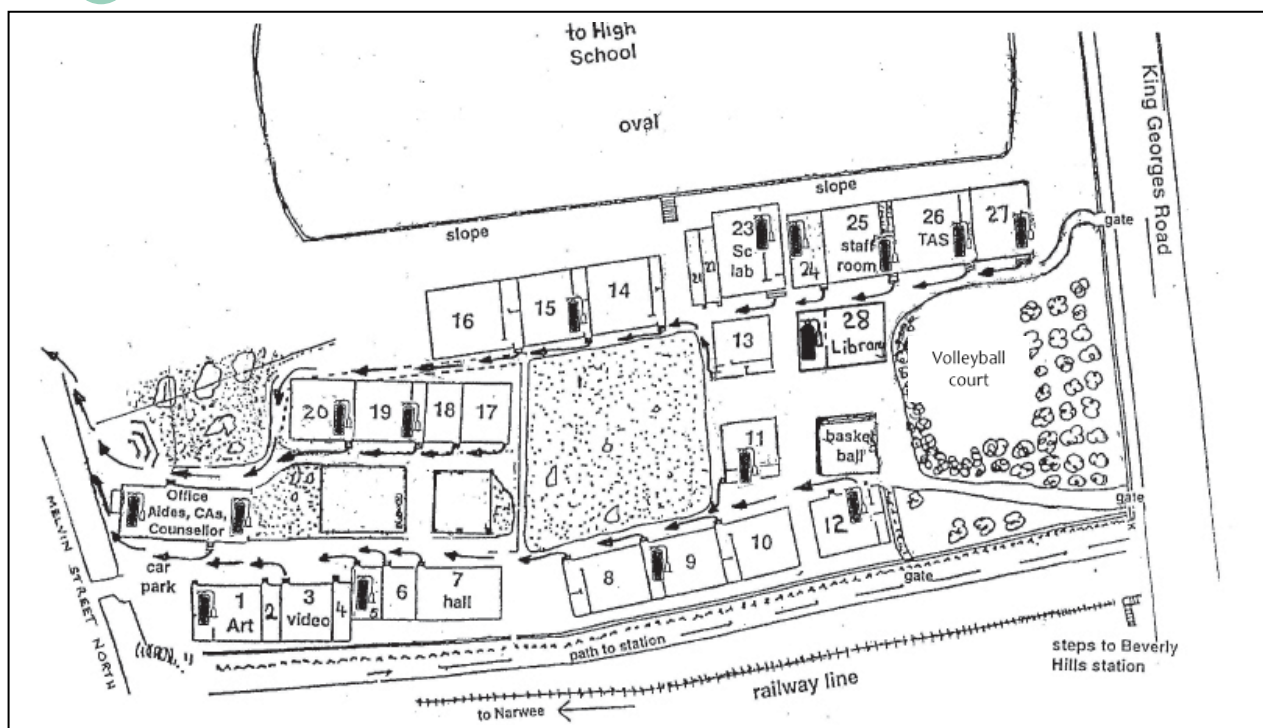 to High
School
oval
slope
slope
King Georges Road
gate
23
Sc
lab
22
21
24
25
staff
room
26
TAS
27
16
15
14
13
28
Library
Volleyball
court
20
19
18
17
11
basket
ball
Office
Aides, CAs,
Counsellor
12
gate
MELVIN STREET NORTH
car
park
1
Art
2
3
video
4
5
6
7
hall
8
9
10
gate
path to station
steps to Beverly
Hills station
railway line
to Narwee